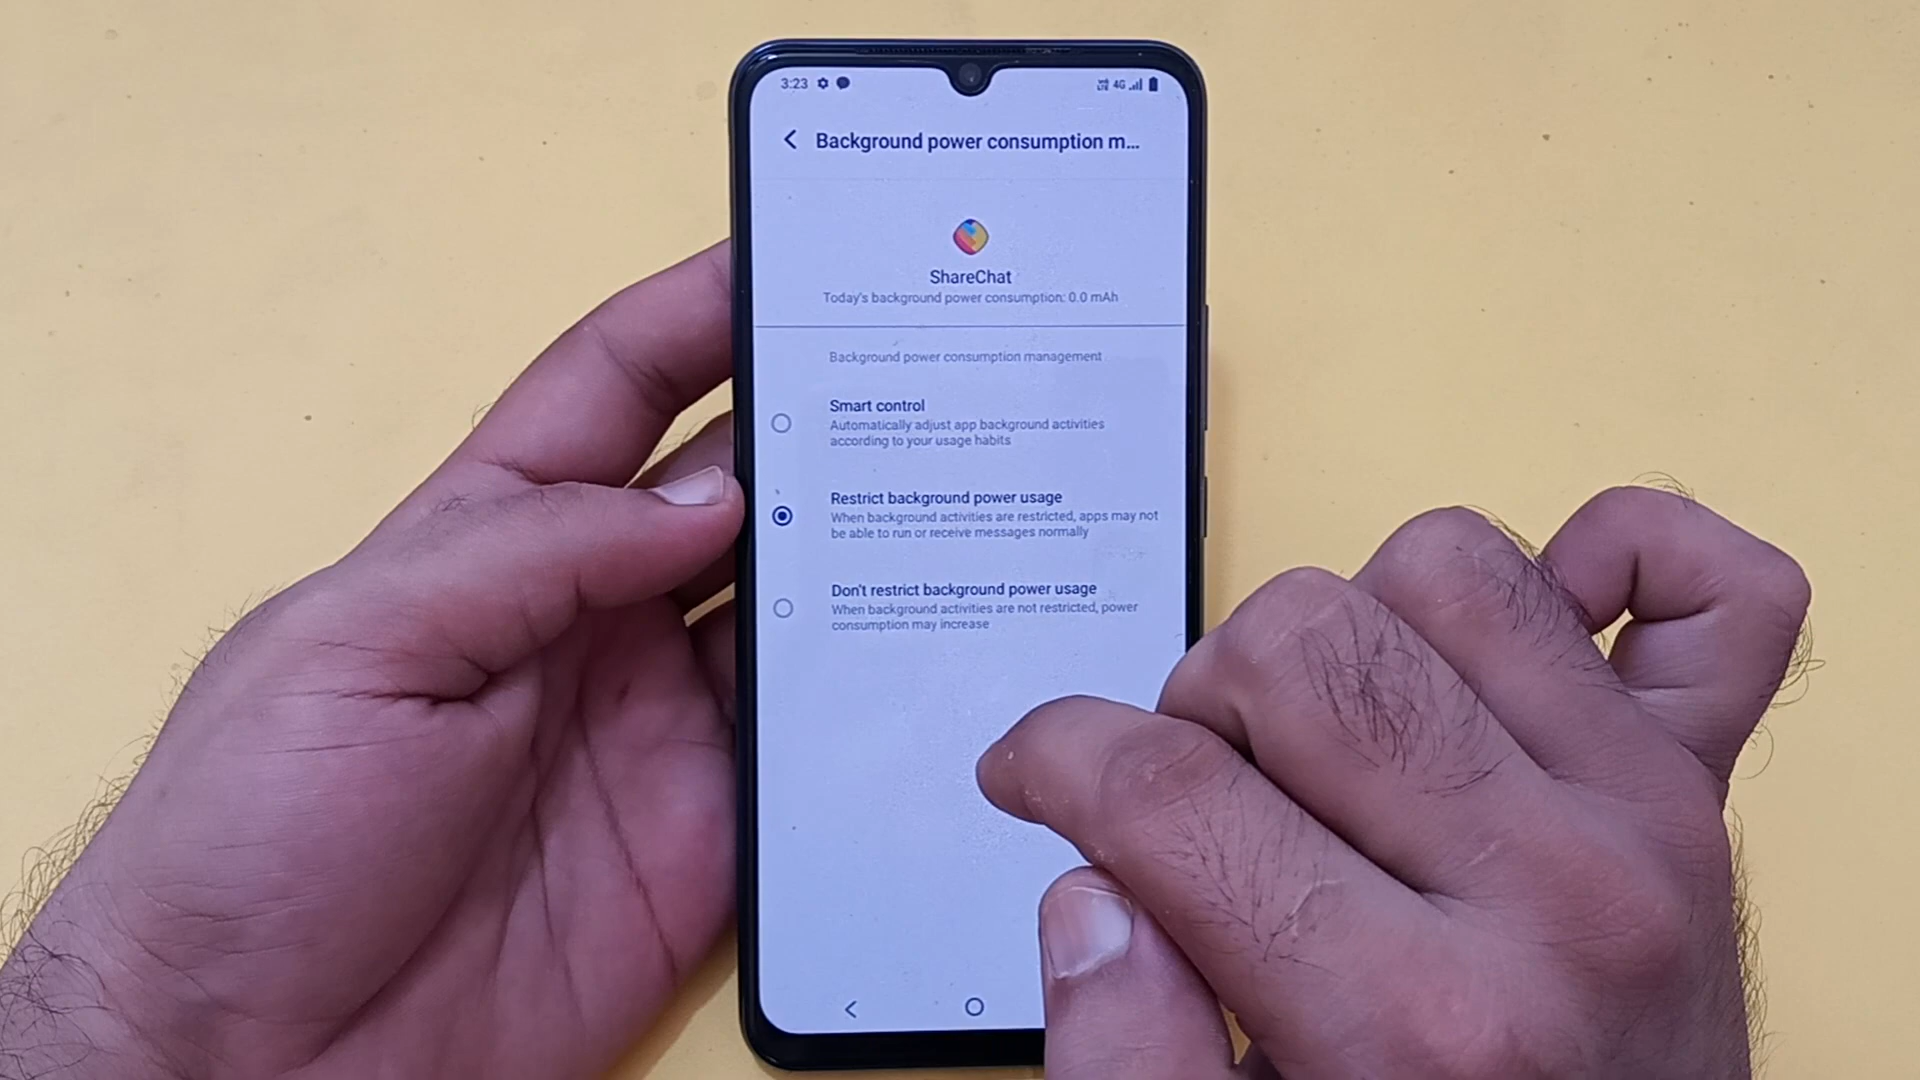 3:23
4G
Background power consumption m...
ShareChat
Today's background power consumption: 0.0 mAh
Background power consumption management
Smart control
Automatically adjust app background activities
according to your usage habits
Restrict background power usage
When background activities are restricted, apps may not
be able to run or receive messages normally
Don't restrict background power usage
When background activities are not restricted, power
consumption may increase